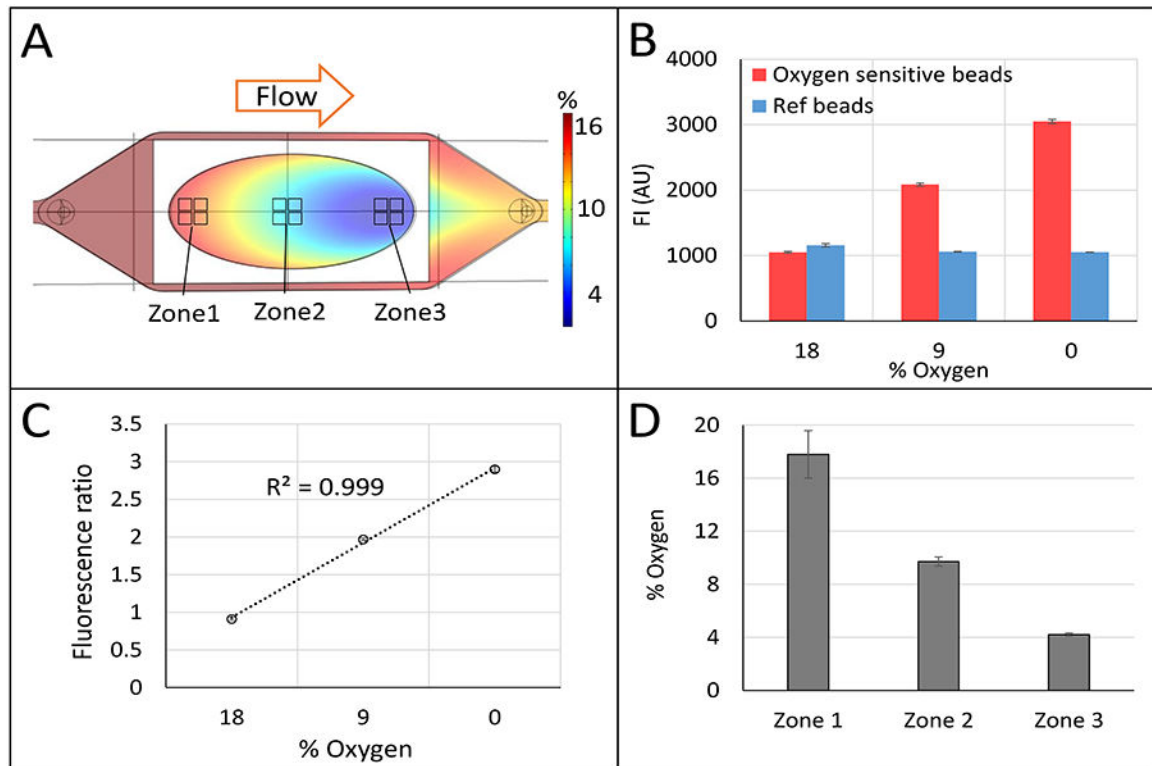 A
Flow
%
16
10
4
Zone1
Zone2
Zone3
B
4000
3000
2000
1000
0
FI (AU)
Oxygen sensitive beads
Ref beads
18
9
0
% Oxygen
C
3.5
3
2.5
2
1.5
1
0.5
0
Fluorescence ratio
R² = 0.999
18
9
0
% Oxygen
D
20
16
12
8
4
0
% Oxygen
Zone 1
Zone 2
Zone 3